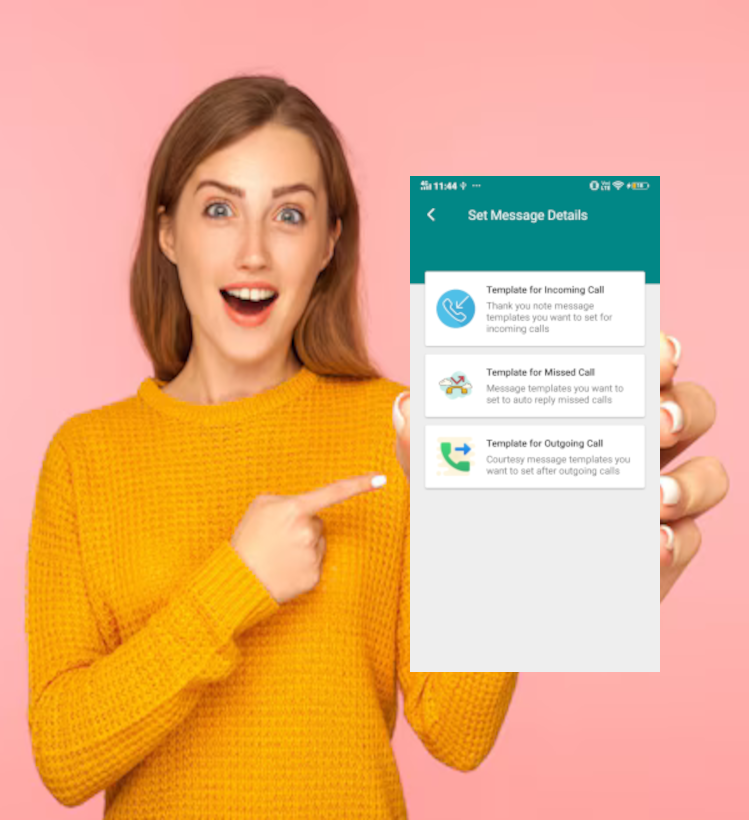 11:44
Set Message Details
Template for Incoming Call
Thank you note message
templates you want to set for
incoming calls
Template for Missed Call
Message templates you want to
set to auto reply missed calls
Template for Outgoing Call
Courtesy message templates you
want to set after outgoing calls